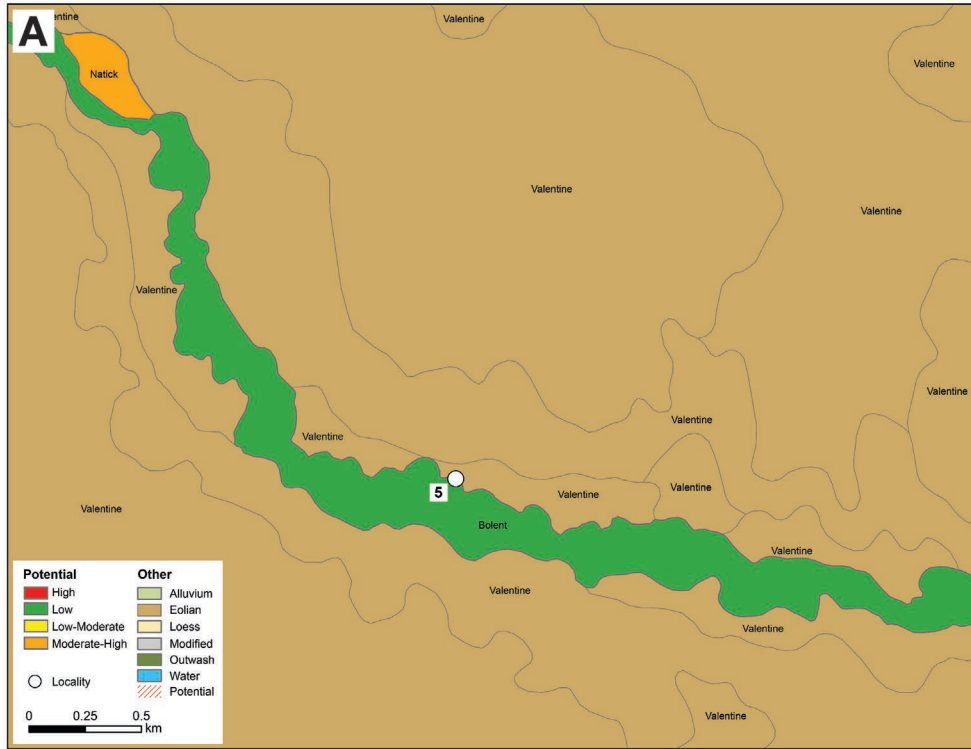 A
entine
Valentine
Valentine
Natick
Valentine
Valentine
Valentine
Valentine
Valentine
Valentine
Valentine
Valentine
5
Valentine
Valentine
Bolent
Valentine
Valentine
Valentine
Valentine
Potential
High
Low
Low-Moderate
Moderate-High
Locality
0 0.25 0.5
km
Other
Alluvium
Eolian
Loess
Modified
Outwash
Water
Potential